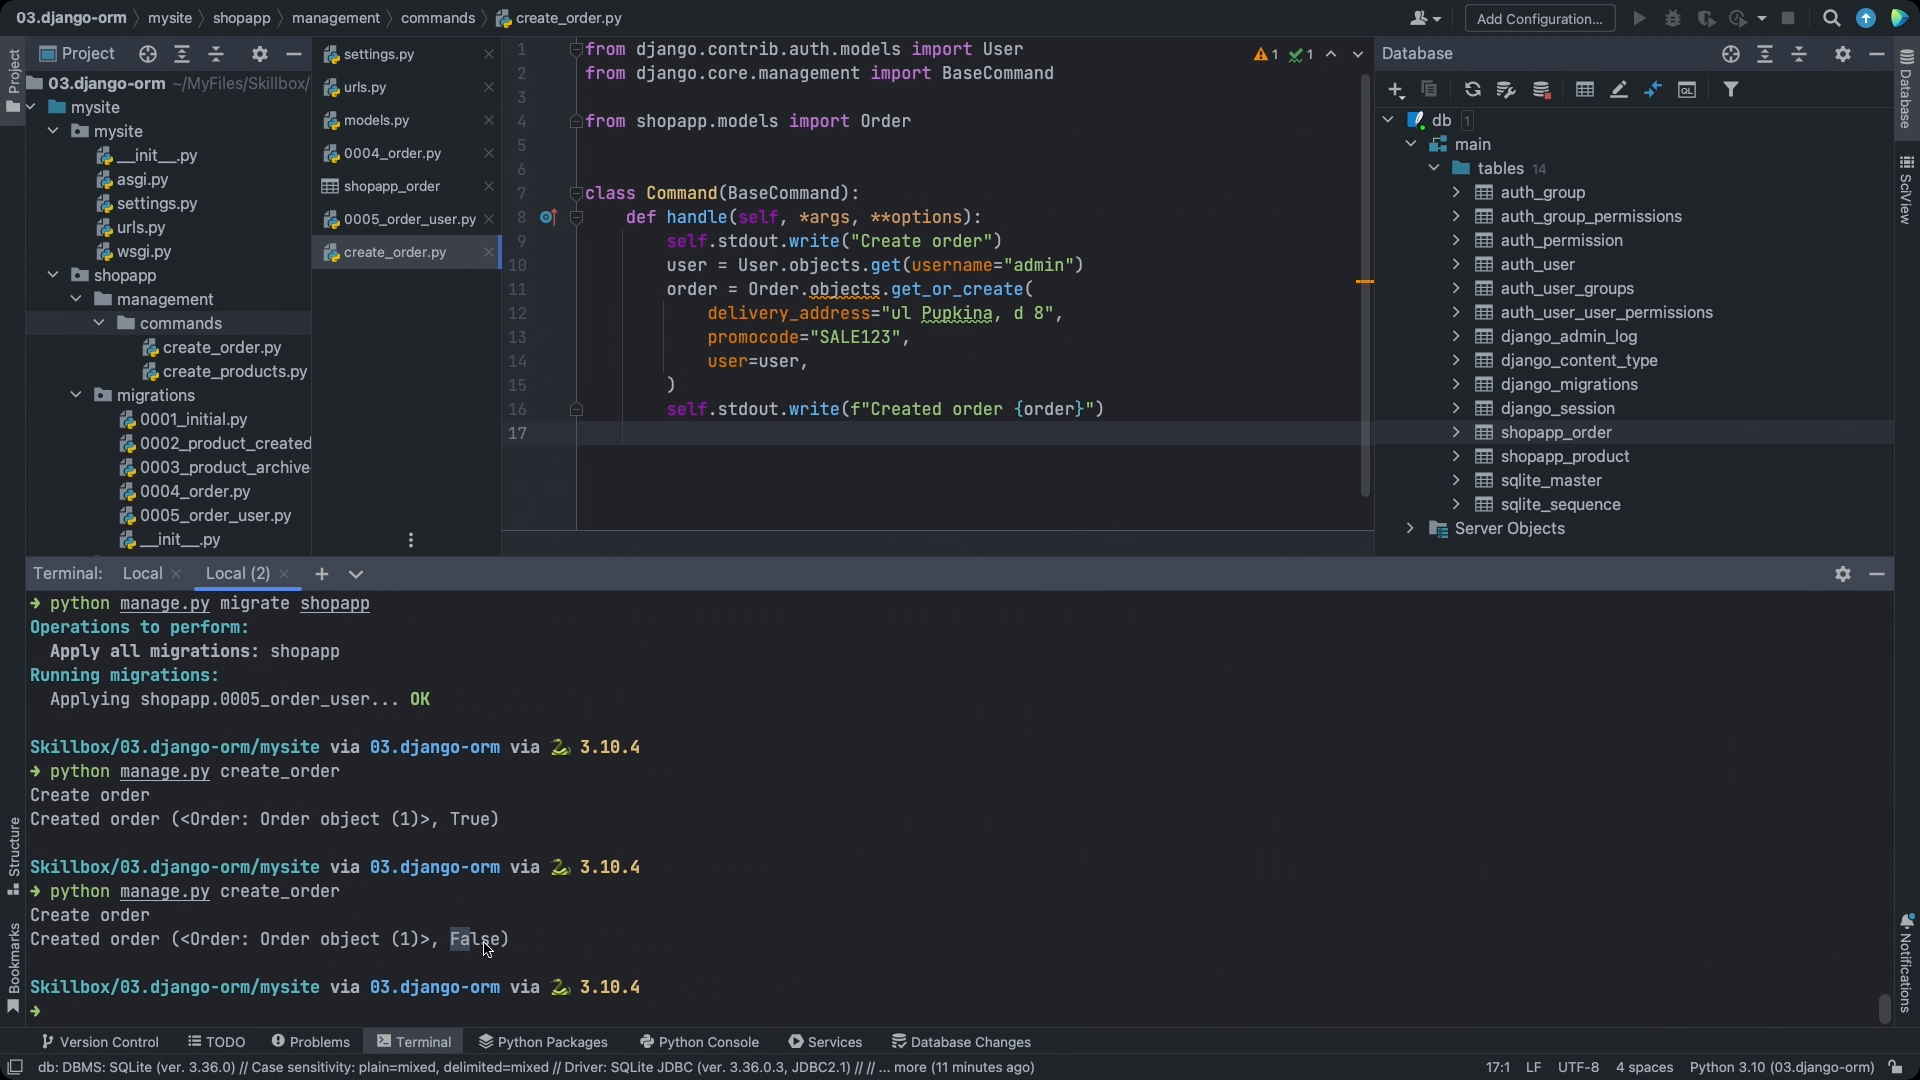 03.django-orm mysite shopapp management commands create_order.py
Add Configuration...
Project
03.django-orm ~/MyFiles/Skillbox/
mysite
mysite
__init__.py
asgi.py
settings.py
urls.py
wsgi.py
shopapp
management
commands
create_order.py
create_products.py
migrations
0001_initial.py
0002_product_created
0003_product_archive
0004_order.py
0005_order_user.py
__init__.py
settings.py
urls.py
models.py
0004_order.py
shopapp_order
0005_order_user.py
create_order.py
1 from django.contrib.auth.models import User
2 from django.core.management import BaseCommand
3
4 from shopapp.models import Order
5
6
7 class Command(BaseCommand):
8 def handle(self, *args, **options):
9 self.stdout.write("Create order")
10 user = User.objects.get(username="admin")
11 order = Order.objects.get_or_create(
12 delivery_address="ul Pupkina, d 8",
13 promocode="SALE123",
14 user=user,
15 )
16 self.stdout.write(f"Created order {order}")
17
1 1
Database
db 1
main
tables 14
auth_group
auth_group_permissions
auth_permission
auth_user
auth_user_groups
auth_user_user_permissions
django_admin_log
django_content_type
django_migrations
django_session
shopapp_order
shopapp_product
sqlite_master
sqlite_sequence
Server Objects
Project
Structure
Bookmarks
Database
SciView
Notifications
Terminal: Local Local (2)
→ python manage.py migrate shopapp
Operations to perform:
Apply all migrations: shopapp
Running migrations:
Applying shopapp.0005_order_user... OK
Skillbox/03.django-orm/mysite via 03.django-orm via 🐍 3.10.4
→ python manage.py create_order
Create order
Created order (<Order: Order object (1)>, True)
Skillbox/03.django-orm/mysite via 03.django-orm via 🐍 3.10.4
→ python manage.py create_order
Create order
Created order (<Order: Order object (1)>, False)
Skillbox/03.django-orm/mysite via 03.django-orm via 🐍 3.10.4
→
Version Control TODO Problems Terminal Python Packages Python Console Services Database Changes
db: DBMS: SQLite (ver. 3.36.0) // Case sensitivity: plain=mixed, delimited=mixed // Driver: SQLite JDBC (ver. 3.36.0.3, JDBC2.1) // // ... more (11 minutes ago) 17:1 LF UTF-8 4 spaces Python 3.10 (03.django-orm)